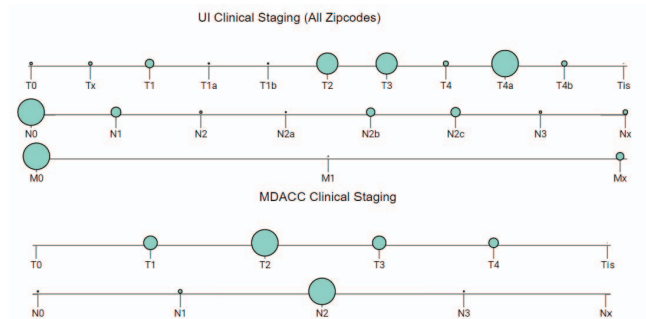 UI Clinical Staging (All Zipcodes)
T0 Tx T1 T1a T1b T2 T3 T4 T4a T4b Tis
N0 N1 N2 N2a N2b N2c N3 Nx
M0 M1 Mx
MDACC Clinical Staging
T0 T1 T2 T3 T4 Tis
N0 N1 N2 N3 Nx